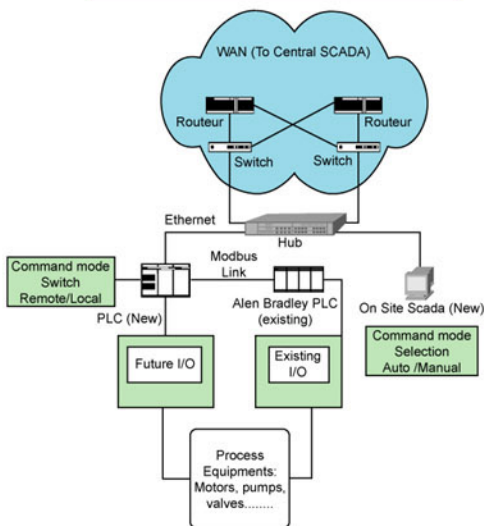 WAN (To Central SCADA)
Routeur
Routeur
Switch
Switch
Ethernet
Hub
Command mode
Switch
Remote/Local
Modbus
Link
PLC (New)
Alen Bradley PLC
(existing)
On Site Scada (New)
Command mode
Selection
Auto /Manual
Future I/O
Existing
I/O
Process
Equipments:
Motors, pumps,
valves........